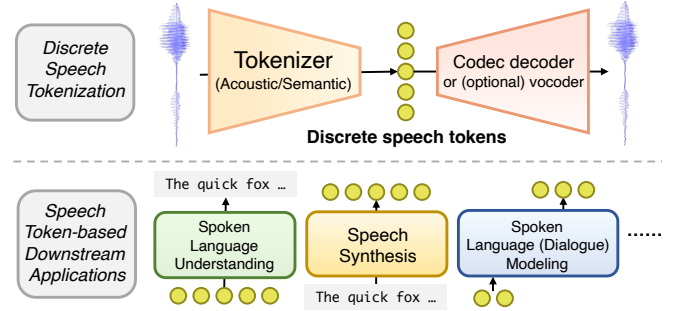 Discrete
Speech
Tokenization
Tokenizer
(Acoustic/Semantic)
Codec decoder
or (optional) vocoder
Discrete speech tokens
Speech
Token-based
Downstream
Applications
The quick fox …
Spoken
Language
Understanding
Speech
Synthesis
The quick fox …
Spoken
Language (Dialogue)
Modeling
......